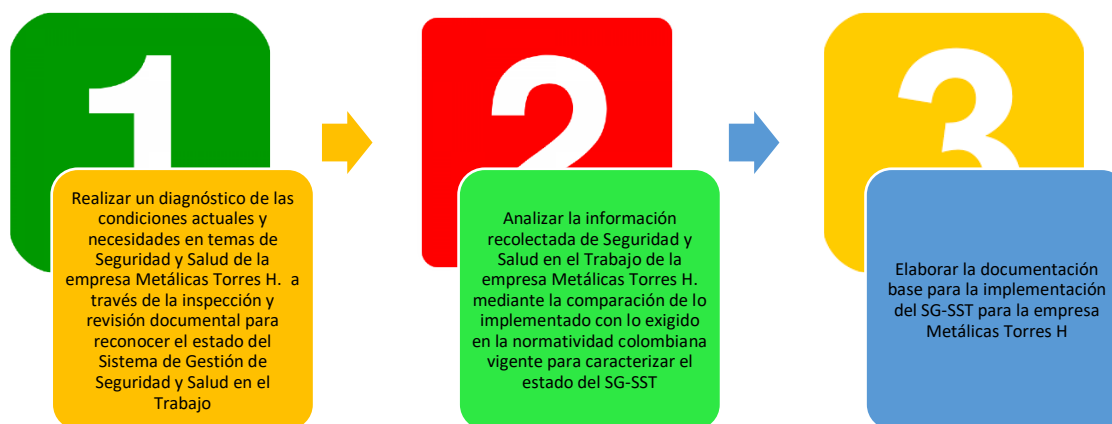 1
Realizar un diagnóstico de las
condiciones actuales y
necesidades en temas de
Seguridad y Salud de la
empresa Metálicas Torres H.  a
través de la inspección y
revisión documental para
reconocer el estado del
Sistema de Gestión de
Seguridad y Salud en el
Trabajo
2
Analizar la información
recolectada de Seguridad y
Salud en el Trabajo de la
empresa Metálicas Torres H.
mediante la comparación de lo
implementado con lo exigido
en la normatividad colombiana
vigente para caracterizar el
estado del SG-SST
3
Elaborar la documentación
base para la implementación
del SG-SST para la empresa
Metálicas Torres H